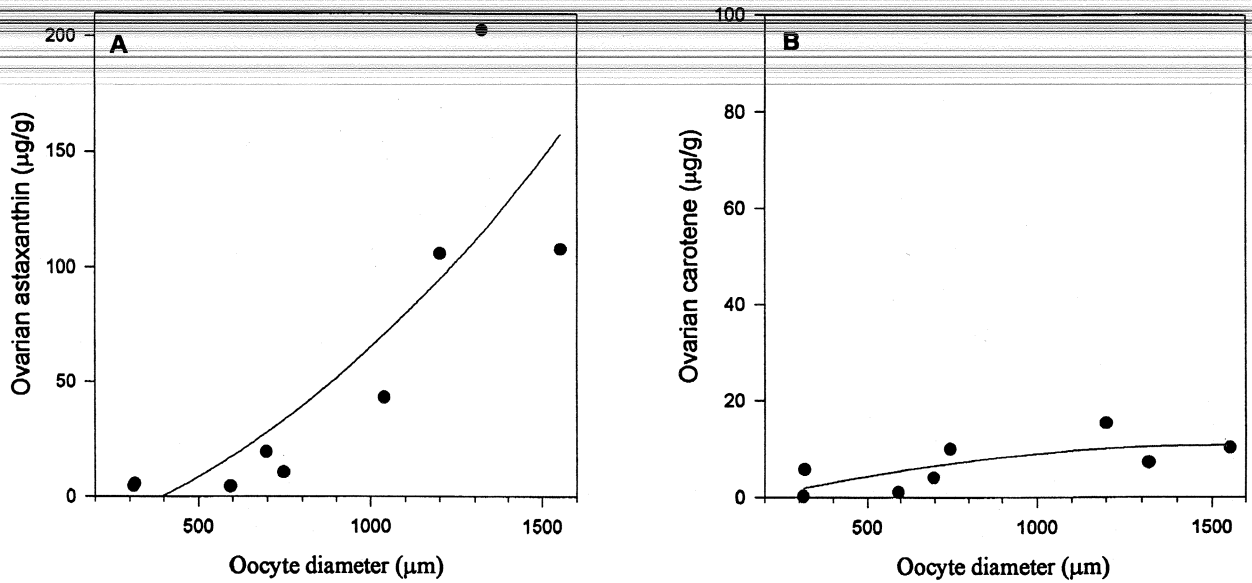 A
Ovarian astaxanthin (μg/g)
200
150
100
50
0
500
1000
1500
Oocyte diameter (μm)
B
Ovarian carotene (μg/g)
100
80
60
40
20
0
500
1000
1500
Oocyte diameter (μm)